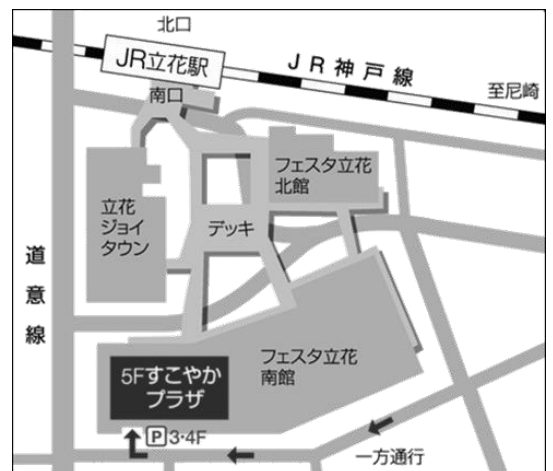 北口
JR立花駅
JR神戸線
至尼崎
南口
フェスタ立花
北館
立花
ジョイ
タウン
デッキ
道意線
フェスタ立花
南館
5Fすこやか
プラザ
P3・4F
一方通行